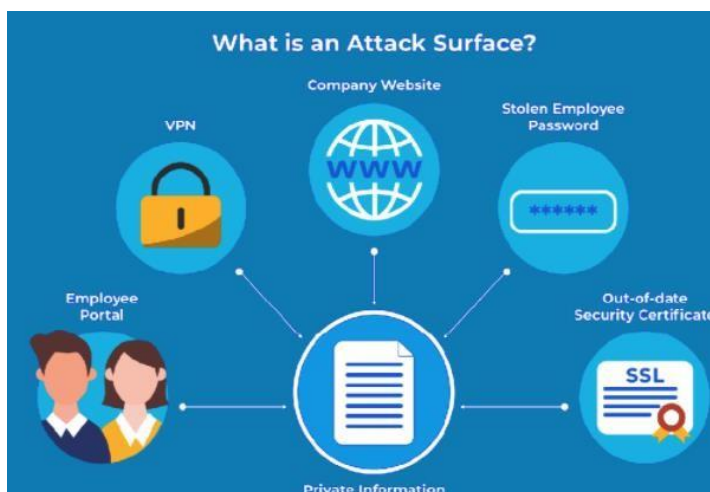 What is an Attack Surface?
Company Website
VPN
Stolen Employee
Password
WWW
******
Employee
Portal
Out-of-date
Security Certificate
SSL
Private Information